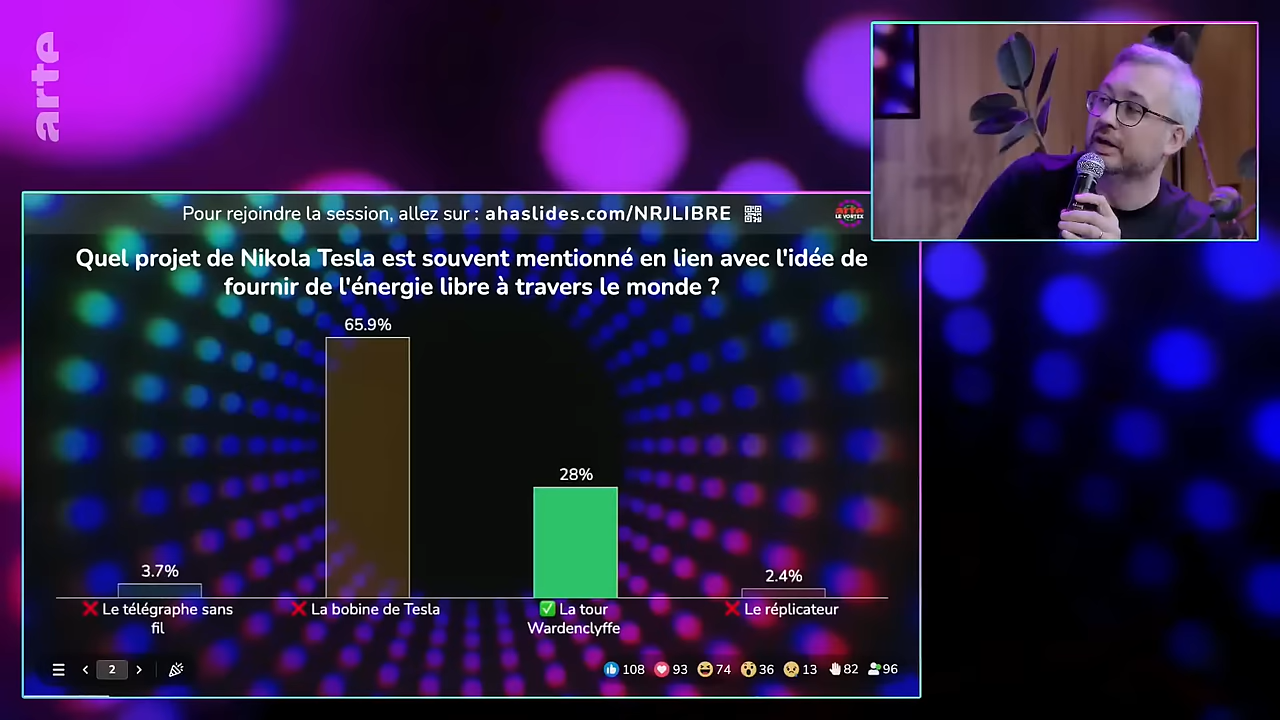 arte
Pour rejoindre la session, allez sur : ahaslides.com/NRJLIBRE
arte
LE VORTEX
Quel projet de Nikola Tesla est souvent mentionné en lien avec l'idée de
fournir de l'énergie libre à travers le monde ?
65.9%
28%
3.7%
2.4%
❌ Le télégraphe sans
fil
❌ La bobine de Tesla
✅ La tour
Wardenclyffe
❌ Le réplicateur
2
108
93
74
36
13
82
96